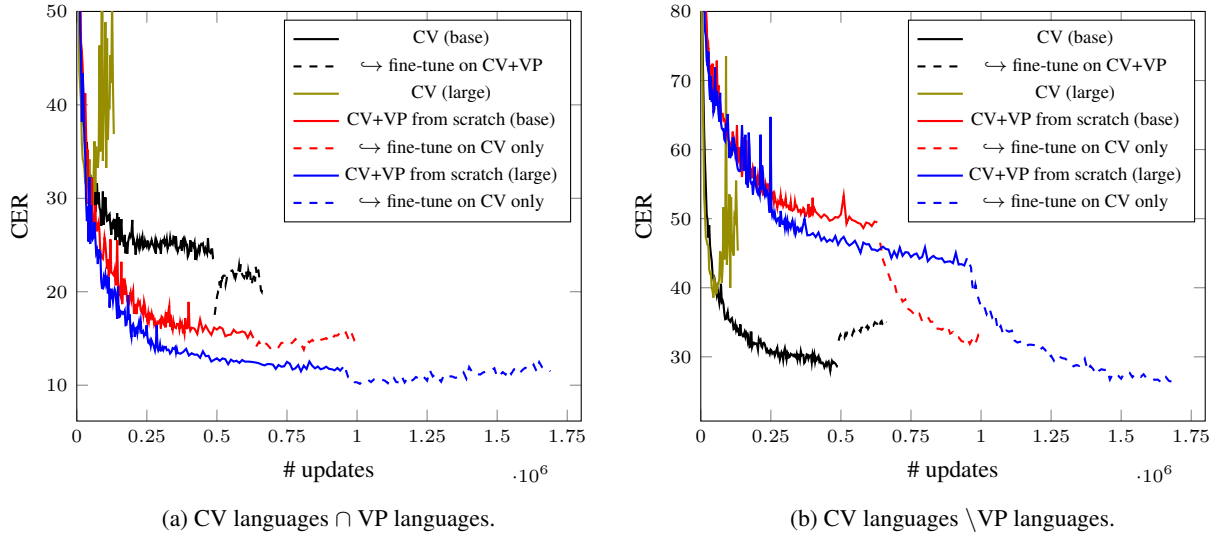 50
40
30
20
10
CER
0
0.25
0.5
0.75
1
1.25
1.5
1.75
·10⁶
# updates
CV (base)
↪ fine-tune on CV+VP
CV (large)
CV+VP from scratch (base)
↪ fine-tune on CV only
CV+VP from scratch (large)
↪ fine-tune on CV only
(a) CV languages ∩ VP languages.
80
70
60
50
40
30
CER
0
0.25
0.5
0.75
1
1.25
1.5
1.75
·10⁶
# updates
CV (base)
↪ fine-tune on CV+VP
CV (large)
CV+VP from scratch (base)
↪ fine-tune on CV only
CV+VP from scratch (large)
↪ fine-tune on CV only
(b) CV languages \VP languages.